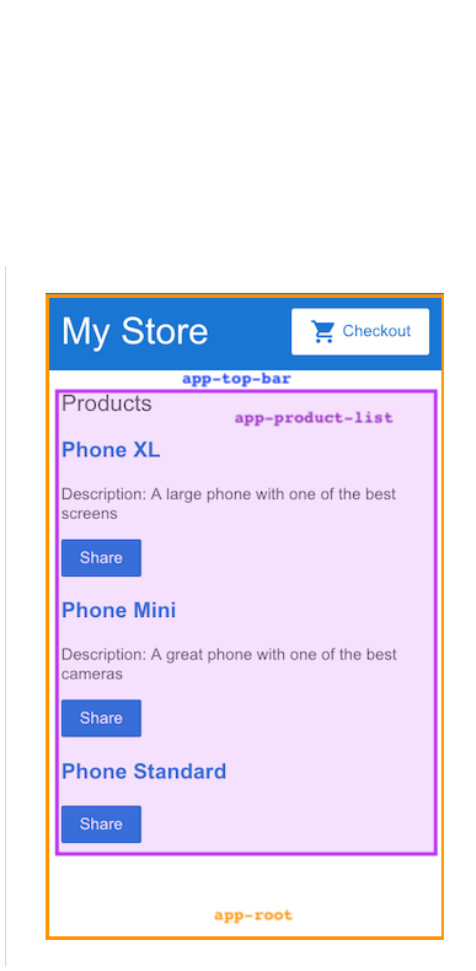 My Store
Checkout
app-top-bar
Products
app-product-list
Phone XL
Description: A large phone with one of the best
screens
Share
Phone Mini
Description: A great phone with one of the best
cameras
Share
Phone Standard
Share
app-root